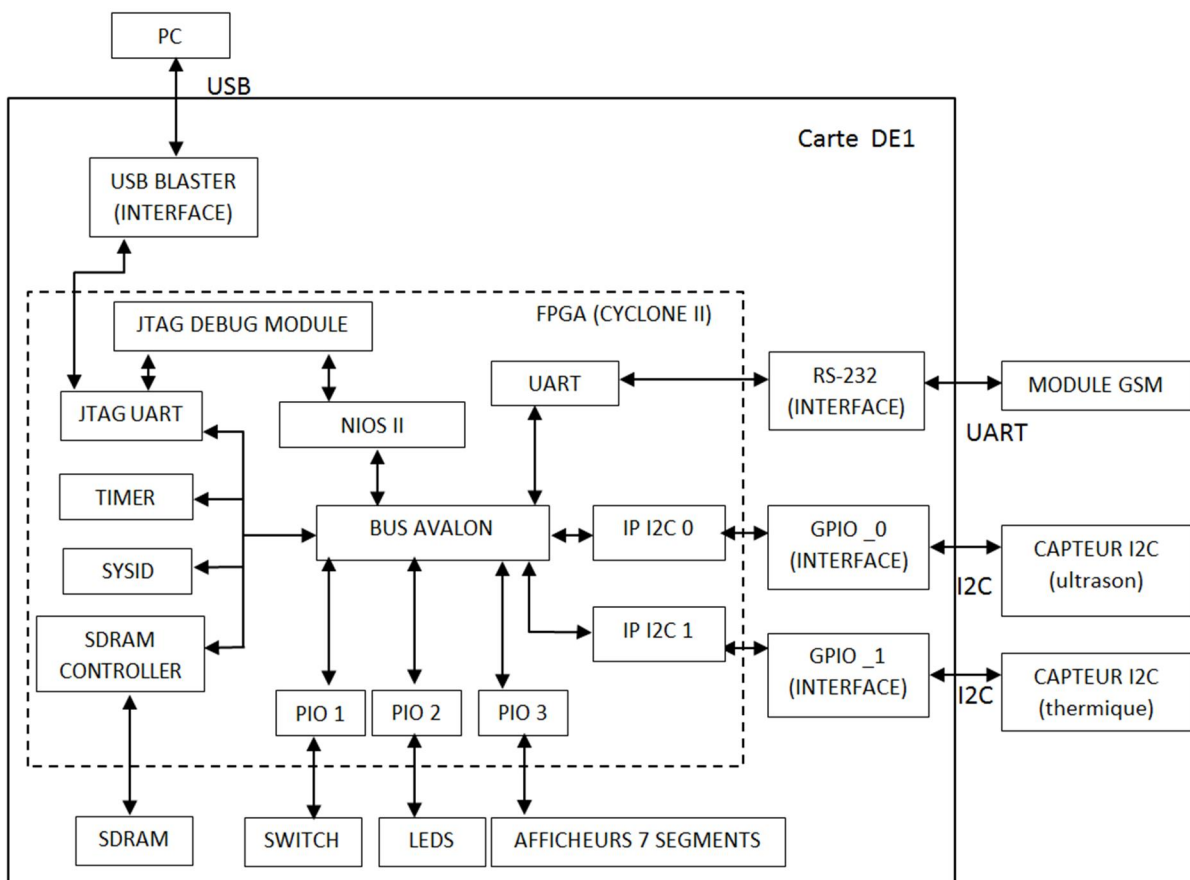 PC
USB
Carte DE1
USB BLASTER
(INTERFACE)
FPGA (CYCLONE II)
JTAG DEBUG MODULE
UART
RS-232
(INTERFACE)
MODULE GSM
JTAG UART
NIOS II
UART
TIMER
BUS AVALON
IP I2C 0
GPIO _0
(INTERFACE)
CAPTEUR I2C
(ultrason)
I2C
SYSID
SDRAM
CONTROLLER
IP I2C 1
GPIO _1
(INTERFACE)
CAPTEUR I2C
(thermique)
I2C
PIO 1
PIO 2
PIO 3
SDRAM
SWITCH
LEDS
AFFICHEURS 7 SEGMENTS